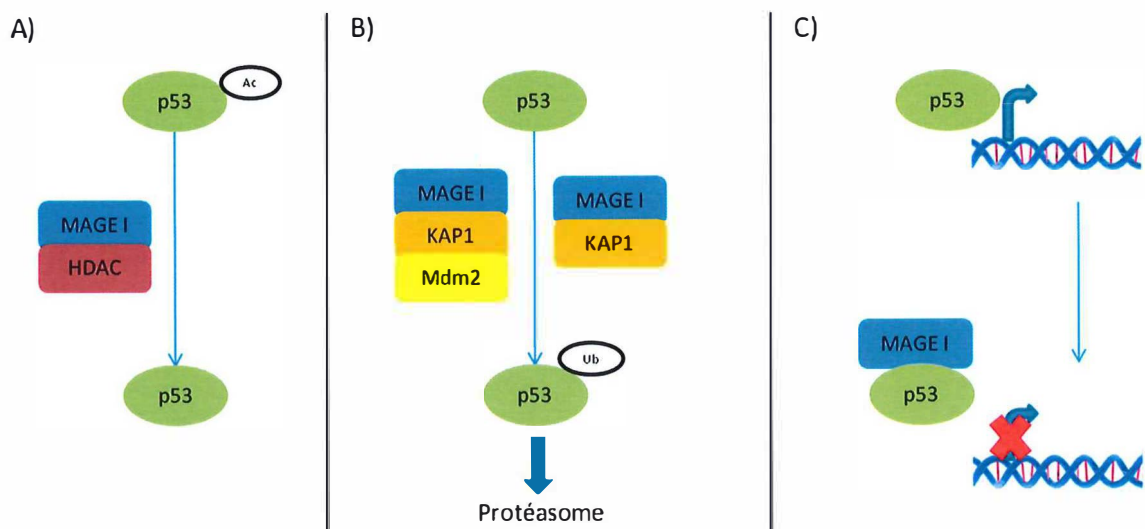 A)
p53
Ac
MAGE I
HDAC
p53
B)
p53
MAGE I
KAP1
Mdm2
MAGE I
KAP1
Ub
p53
Protéasome
C)
p53
MAGE I
p53